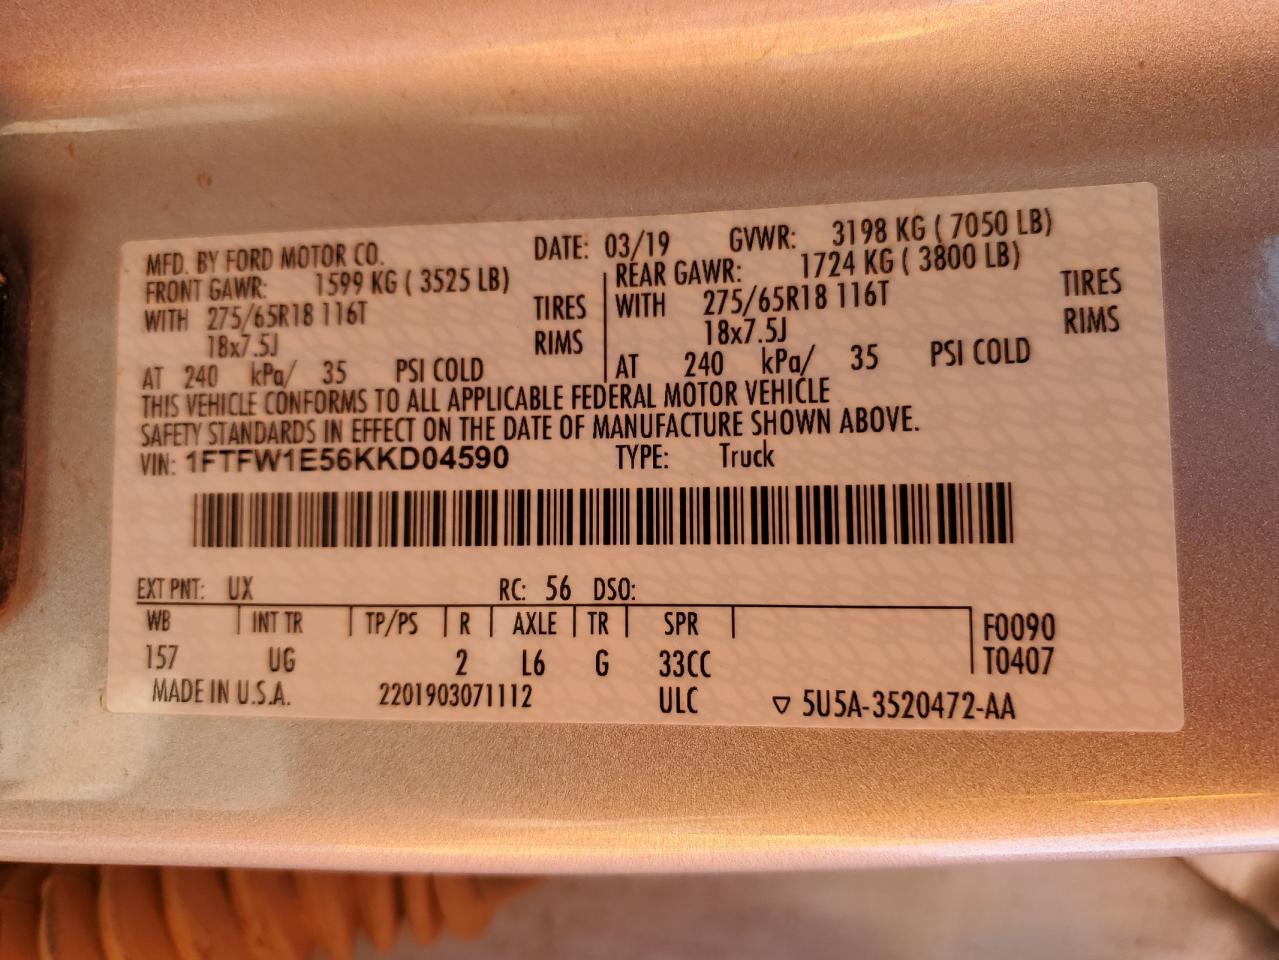 MFD. BY FORD MOTOR CO. DATE: 03/19 GVWR: 3198 KG ( 7050 LB)
FRONT GAWR: 1599 KG ( 3525 LB) REAR GAWR: 1724 KG ( 3800 LB)
WITH 275/65R18 116T TIRES WITH 275/65R18 116T TIRES
18x7.5J RIMS 18x7.5J RIMS
AT 240 kPa/ 35 PSI COLD AT 240 kPa/ 35 PSI COLD
THIS VEHICLE CONFORMS TO ALL APPLICABLE FEDERAL MOTOR VEHICLE
SAFETY STANDARDS IN EFFECT ON THE DATE OF MANUFACTURE SHOWN ABOVE.
VIN: 1FTFW1E56KKD04590 TYPE: Truck
EXT PNT: UX RC: 56 DSO:
WB INT TR TP/PS R AXLE TR SPR F0090
157 UG 2 L6 G 33CC T0407
MADE IN U.S.A. 2201903071112 ULC ▽ 5U5A-3520472-AA